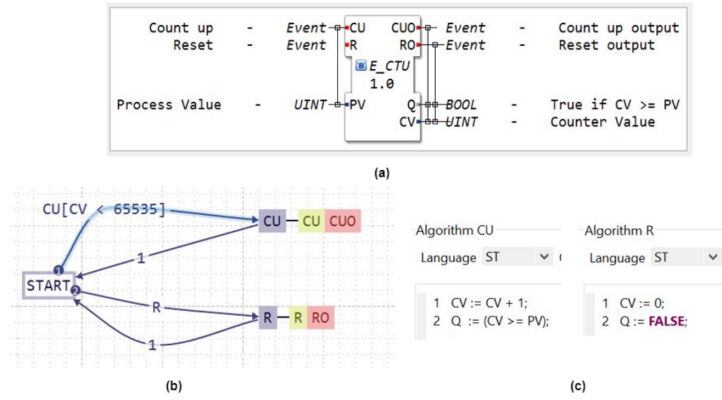 Count up - Event CU CUO Event - Count up output
Reset - Event R RO Event - Reset output
E_CTU
1.0
Process Value - UINT PV Q BOOL - True if CV >= PV
CV UINT - Counter Value
(a)
CU[CV < 65535]
CU CU CUO
1
1
START
2
R
R R RO
1
(b)
Algorithm CU
Language ST
1 CV := CV + 1;
2 Q := (CV >= PV);
Algorithm R
Language ST
1 CV := 0;
2 Q := FALSE;
(c)